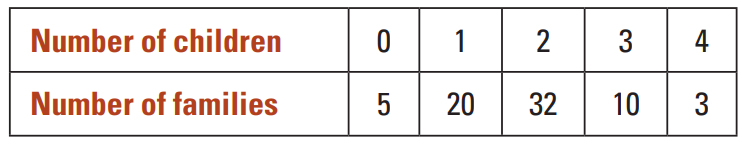 Number of children 0 1 2 3 4
Number of families 5 20 32 10 3